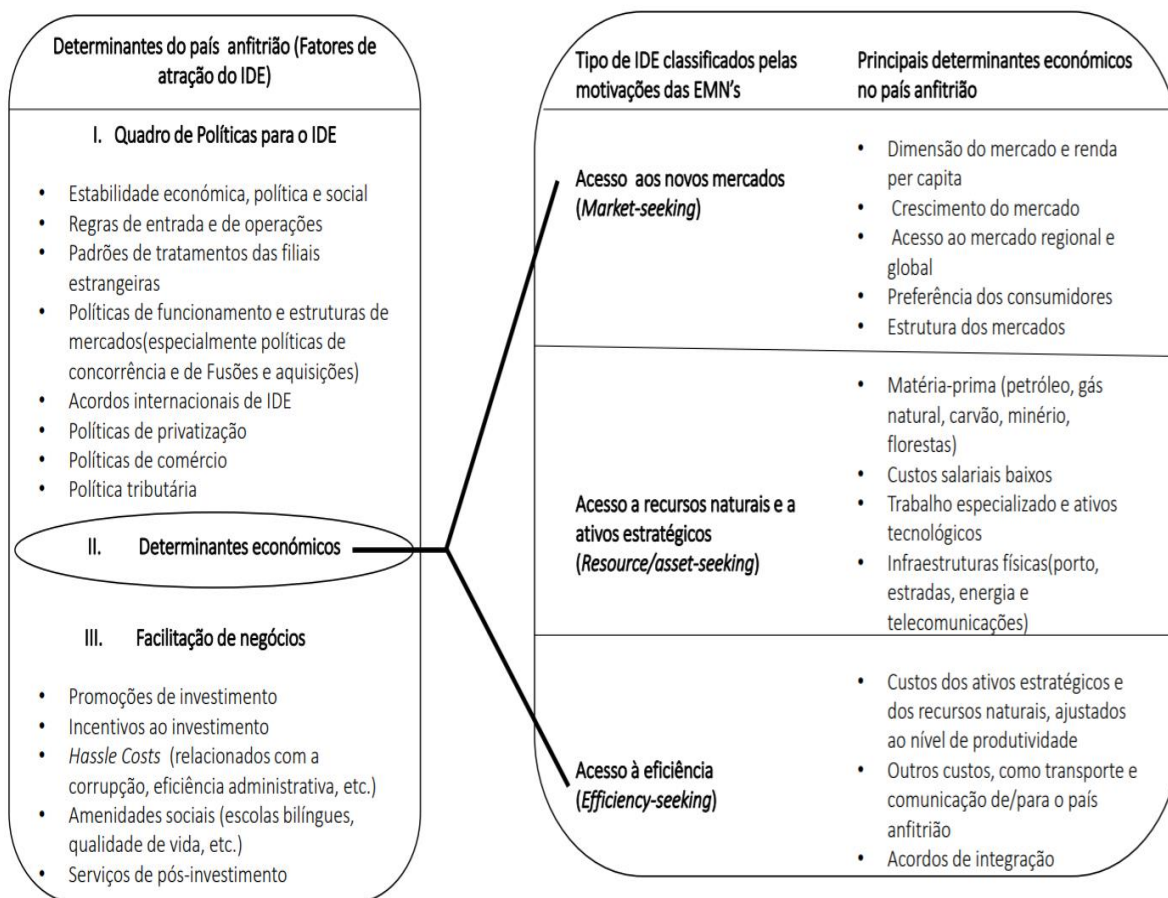 Determinantes do país anfitrião (Fatores de
atração do IDE)
I. Quadro de Políticas para o IDE
• Estabilidade económica, política e social
• Regras de entrada e de operações
• Padrões de tratamentos das filiais
estrangeiras
• Políticas de funcionamento e estruturas de
mercados(especialmente políticas de
concorrência e de Fusões e aquisições)
• Acordos internacionais de IDE
• Políticas de privatização
• Políticas de comércio
• Política tributária
II. Determinantes económicos
III. Facilitação de negócios
• Promoções de investimento
• Incentivos ao investimento
• Hassle Costs (relacionados com a
corrupção, eficiência administrativa, etc.)
• Amenidades sociais (escolas bilíngues,
qualidade de vida, etc.)
• Serviços de pós-investimento
Tipo de IDE classificados pelas
motivações das EMN's
Principais determinantes económicos
no país anfitrião
Acesso aos novos mercados
(Market-seeking)
• Dimensão do mercado e renda
per capita
• Crescimento do mercado
• Acesso ao mercado regional e
global
• Preferência dos consumidores
• Estrutura dos mercados
Acesso a recursos naturais e a
ativos estratégicos
(Resource/asset-seeking)
• Matéria-prima (petróleo, gás
natural, carvão, minério,
florestas)
• Custos salariais baixos
• Trabalho especializado e ativos
tecnológicos
• Infraestruturas físicas(porto,
estradas, energia e
telecomunicações)
Acesso à eficiência
(Efficiency-seeking)
• Custos dos ativos estratégicos e
dos recursos naturais, ajustados
ao nível de produtividade
• Outros custos, como transporte e
comunicação de/para o país
anfitrião
• Acordos de integração